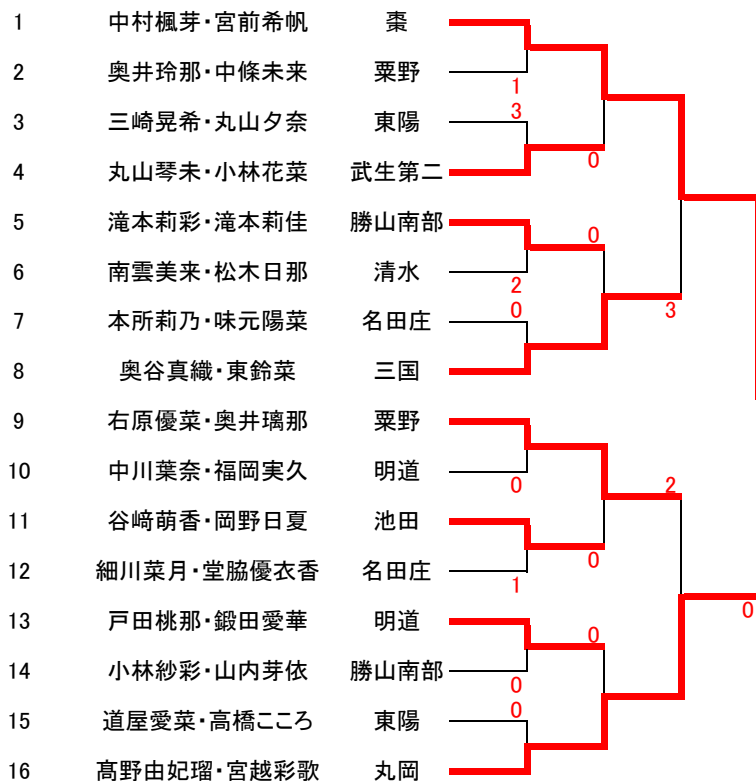 1 中村楓芽・宮前希帆 棗
2 奥井玲那・中條未来 粟野
1
3
3 三崎晃希・丸山夕奈 東陽
0
4 丸山琴未・小林花菜 武生第二
5 滝本莉彩・滝本莉佳 勝山南部
0
6 南雲美来・松木日那 清水
2
0
3
7 本所莉乃・味元陽菜 名田庄
8 奥谷真織・東鈴菜 三国
9 右原優菜・奥井璃那 粟野
10 中川葉奈・福岡実久 明道
0
2
11 谷﨑萌香・岡野日夏 池田
0
12 細川菜月・堂脇優衣香 名田庄
1
0
13 戸田桃那・鍛田愛華 明道
0
14 小林紗彩・山内芽依 勝山南部
0
0
15 道屋愛菜・高橋こころ 東陽
16 髙野由妃瑠・宮越彩歌 丸岡